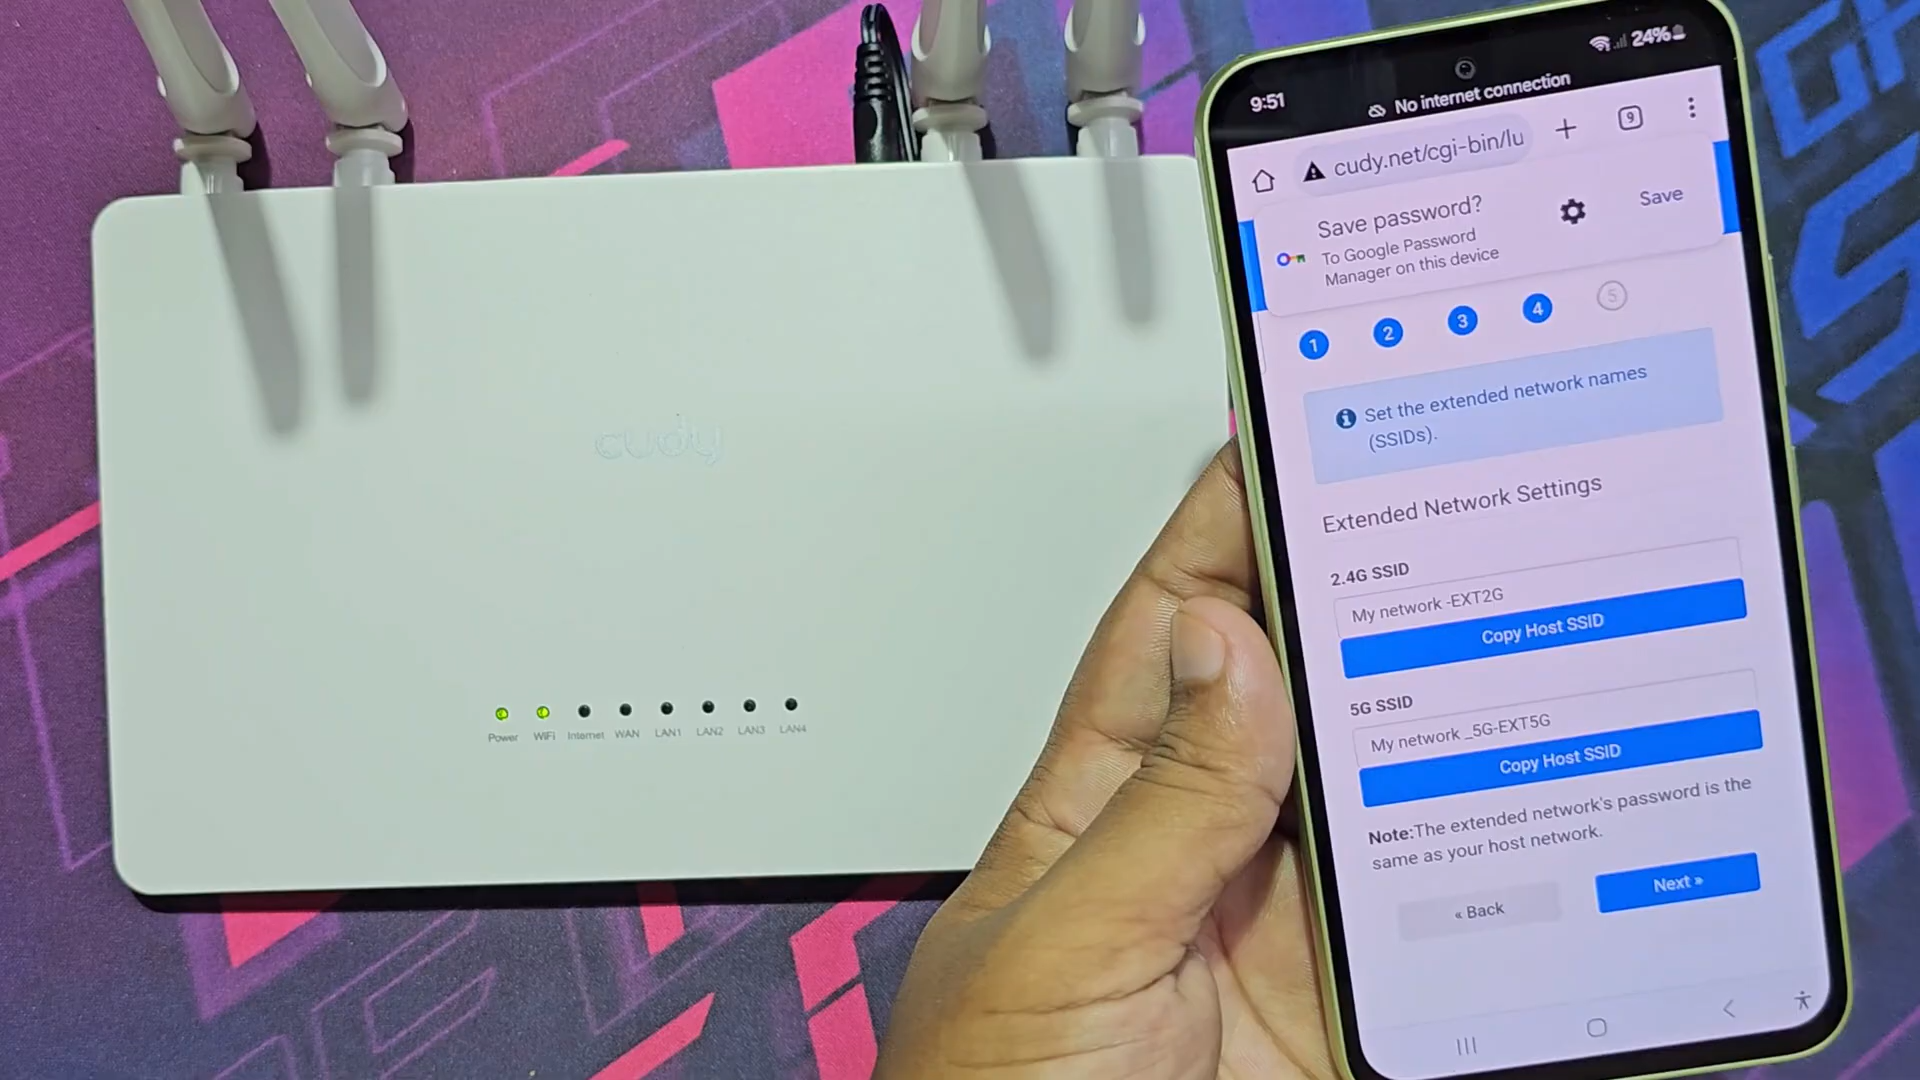 cudy
Power WiFi Internet WAN LAN1 LAN2 LAN3 LAN4
9:51
24%
No internet connection
cudy.net/cgi-bin/lu
9
Save password?
Save
To Google Password
Manager on this device
1 2 3 4 5
Set the extended network names
(SSIDs).
Extended Network Settings
2.4G SSID
My network -EXT2G
Copy Host SSID
5G SSID
My network _5G-EXT5G
Copy Host SSID
Note:The extended network's password is the
same as your host network.
« Back
Next »